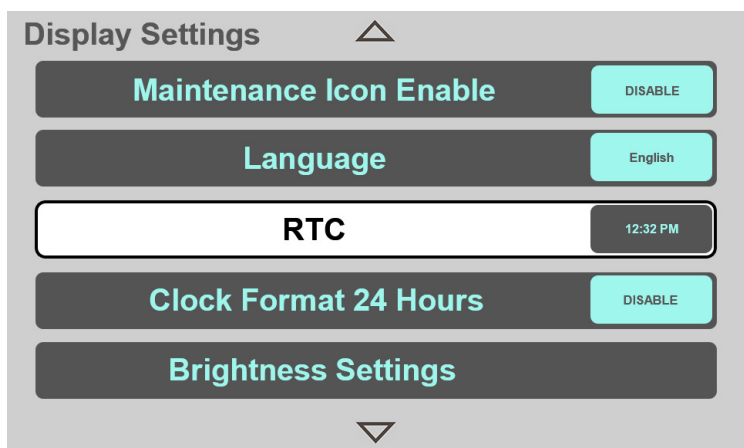 Display Settings
Maintenance Icon Enable DISABLE
Language English
RTC 12:32 PM
Clock Format 24 Hours DISABLE
Brightness Settings